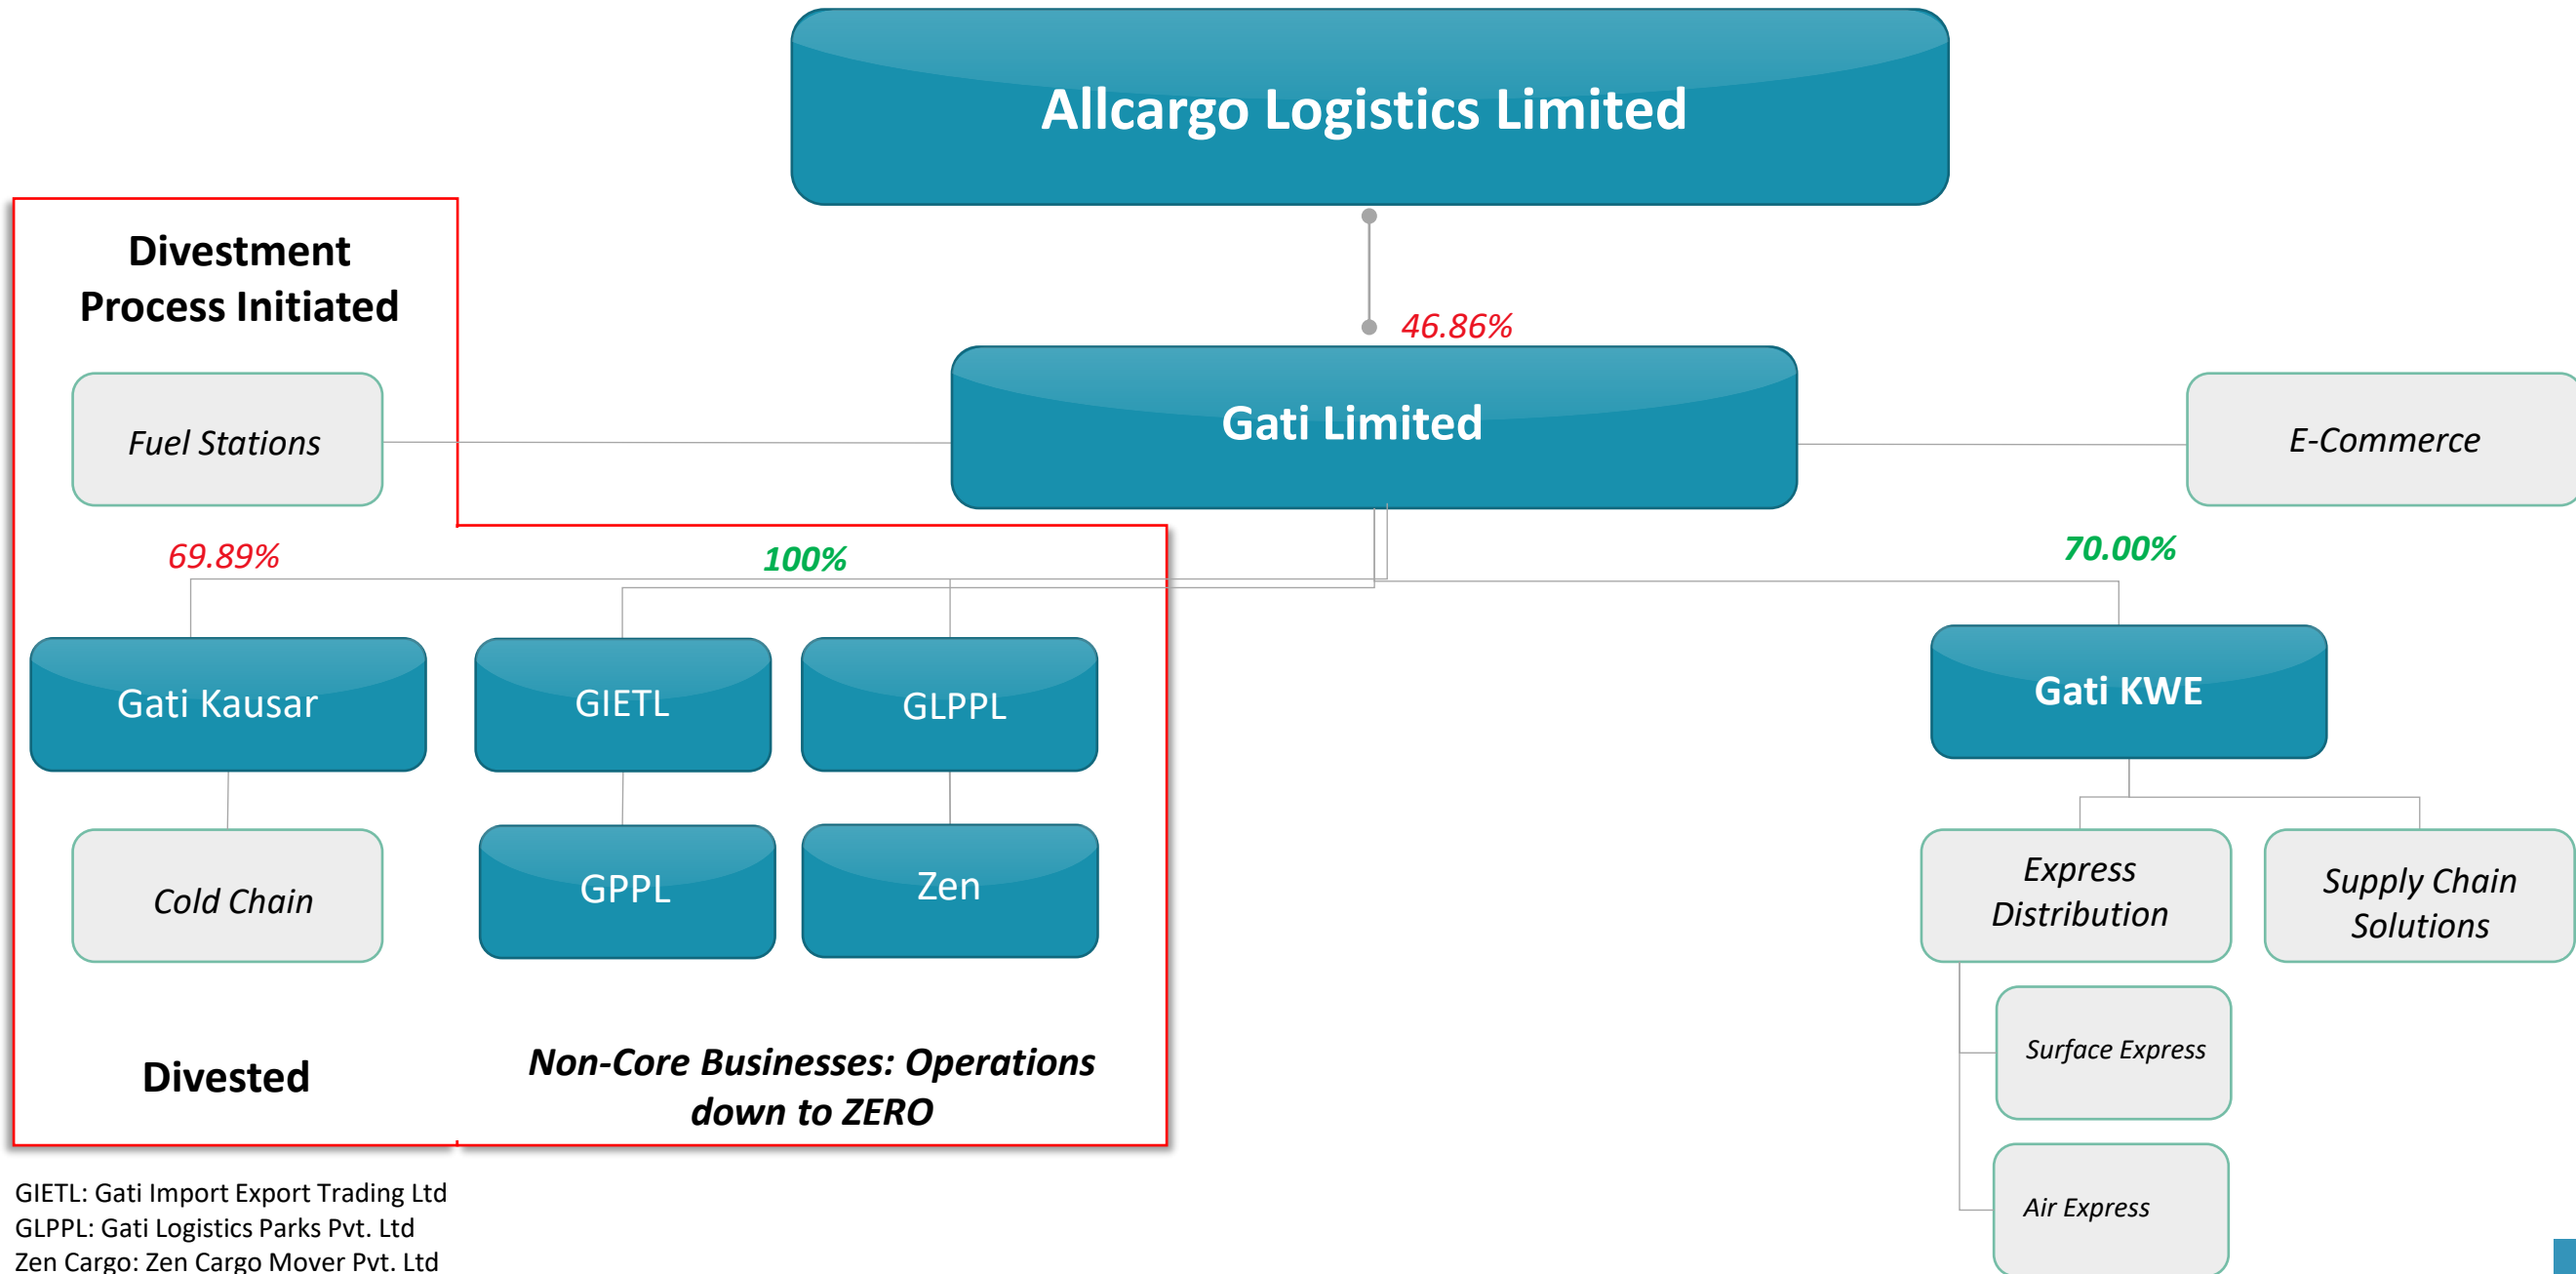 Allcargo Logistics Limited
Divestment
Process Initiated
46.86%
Fuel Stations
Gati Limited
E-Commerce
69.89%
100%
70.00%
Gati Kausar
GIETL
GLPPL
Gati KWE
Cold Chain
GPPL
Zen
Express
Distribution
Supply Chain
Solutions
Surface Express
Air Express
Divested
Non-Core Businesses: Operations
down to ZERO
GIETL: Gati Import Export Trading Ltd
GLPPL: Gati Logistics Parks Pvt. Ltd
Zen Cargo: Zen Cargo Mover Pvt. Ltd